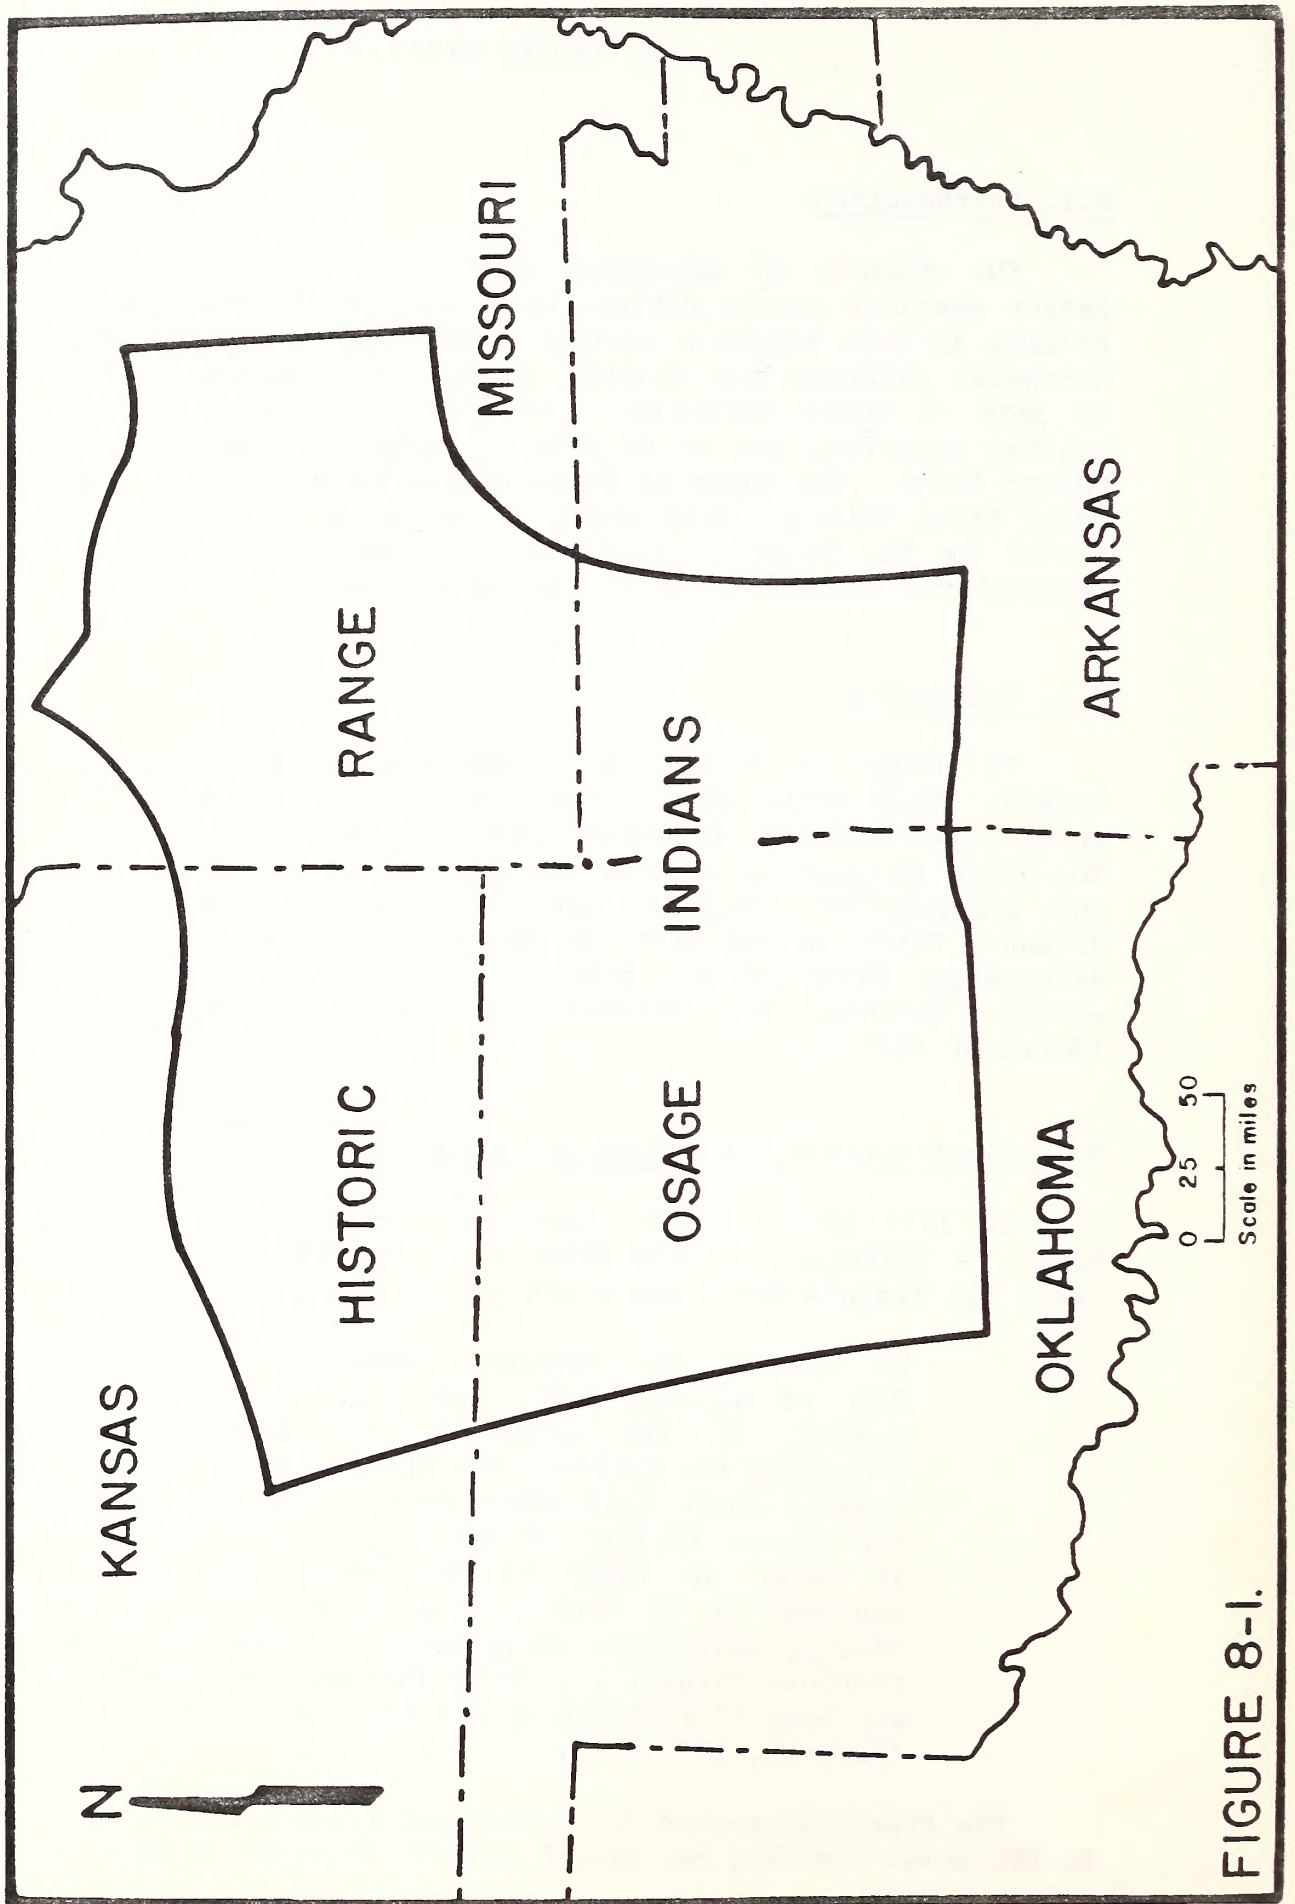 N
KANSAS
MISSOURI
HISTORIC RANGE
OSAGE INDIANS
OKLAHOMA
ARKANSAS
0 25 50
Scale in miles
FIGURE 8-1.